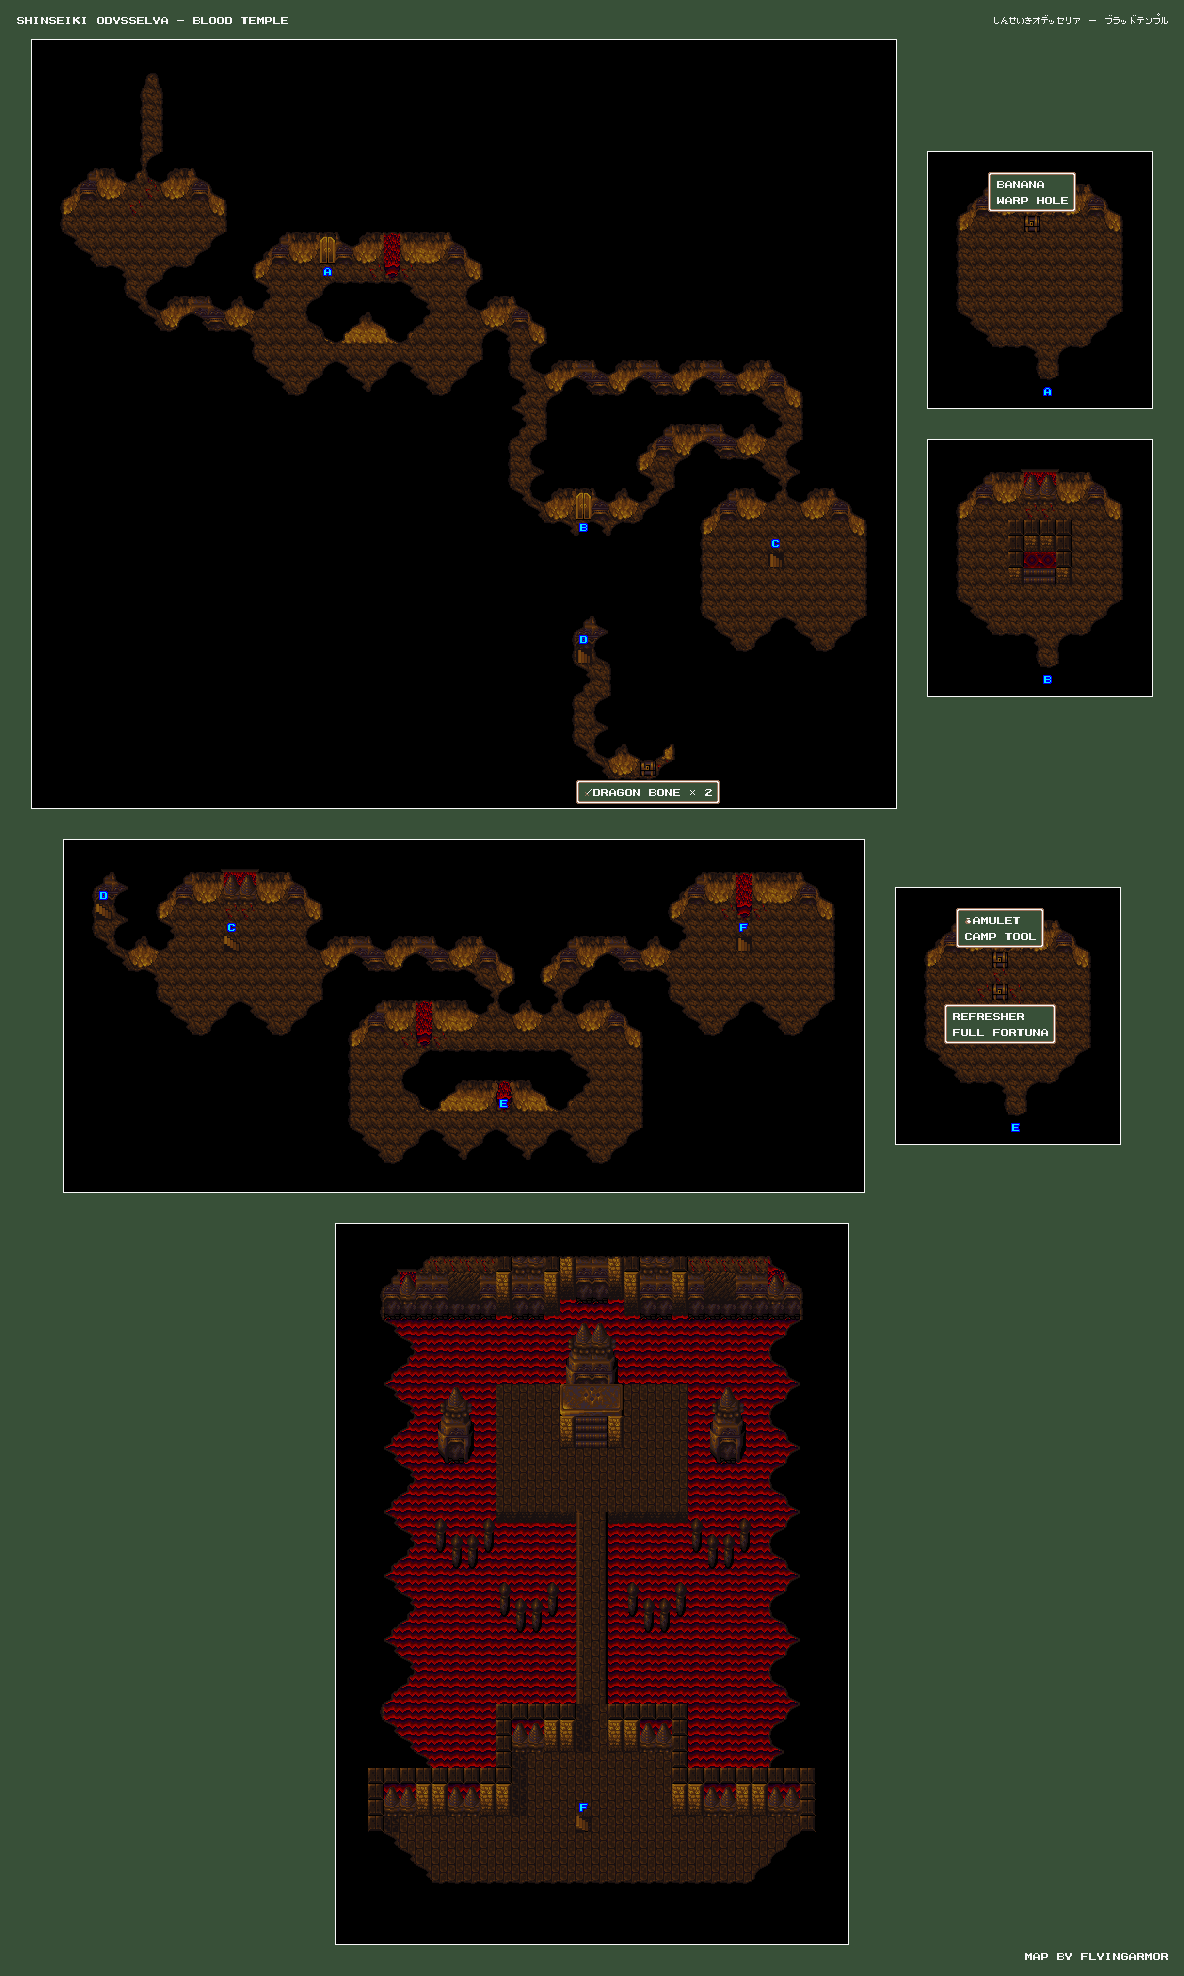 SHINSEIKI ODYSSELYA – BLOOD TEMPLE
しんせいきオデッセリア － ブラッドテンプル
BANANA
WARP HOLE
A
A
B
B
C
D
/DRAGON BONE × 2
D
C
F
AMULET
CAMP TOOL
REFRESHER
FULL FORTUNA
E
E
F
MAP BY FLYINGARMOR